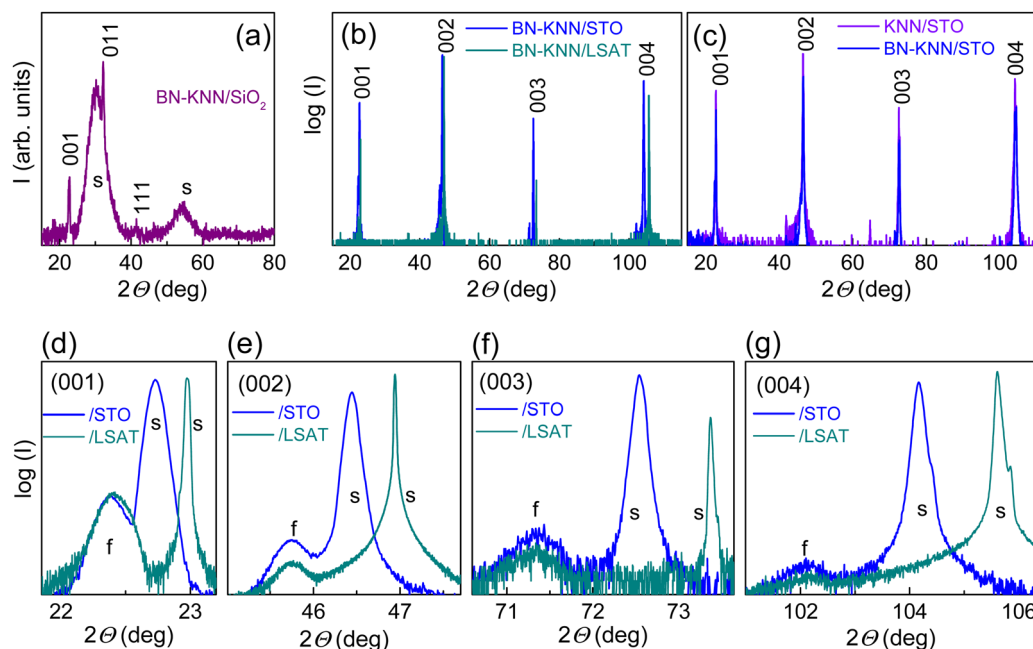 (a)
I (arb. units)
001
011
111
s
s
BN-KNN/SiO₂
20 40 60 80
2Θ (deg)
(b)
log (I)
BN-KNN/STO
BN-KNN/LSAT
001
002
003
004
20 40 60 80 100
2Θ (deg)
(c)
KNN/STO
BN-KNN/STO
001
002
003
004
20 40 60 80 100
2Θ (deg)
(d)
log (I)
(001)
/STO
/LSAT
f
s
s
22 23
2Θ (deg)
(e)
(002)
/STO
/LSAT
f
s
s
46 47
2Θ (deg)
(f)
(003)
/STO
/LSAT
f
s
s
71 72 73
2Θ (deg)
(g)
(004)
/STO
/LSAT
f
s
s
102 104 106
2Θ (deg)